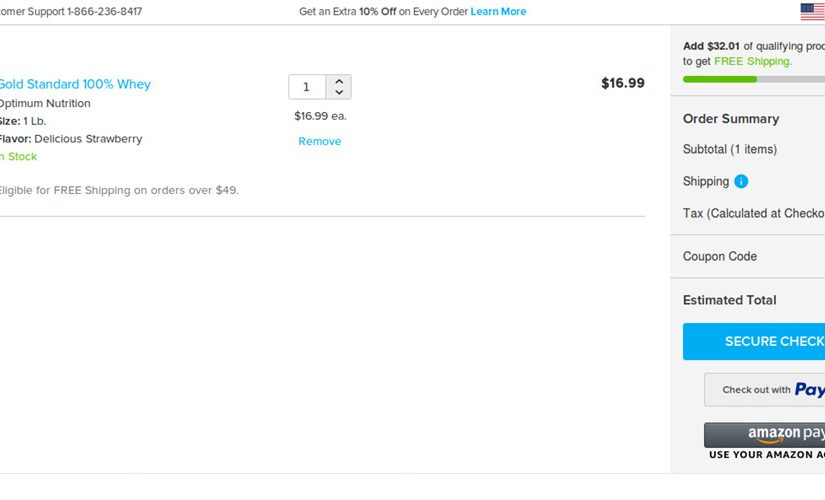 omer Support 1-866-236-8417
Get an Extra 10% Off on Every Order Learn More
Gold Standard 100% Whey
Optimum Nutrition
Size: 1 Lb.
Flavor: Delicious Strawberry
n Stock
Eligible for FREE Shipping on orders over $49.
1
$16.99 ea.
Remove
$16.99
Add $32.01 of qualifying proc
to get FREE Shipping.
Order Summary
Subtotal (1 items)
Shipping i
Tax (Calculated at Checko
Coupon Code
Estimated Total
SECURE CHECK
Check out with Pay
amazon pay
USE YOUR AMAZON A